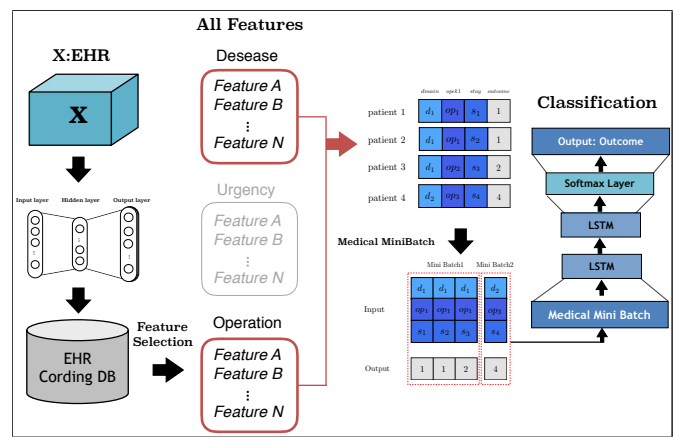 All Features
X:EHR
X
Input layer Hidden layer Output layer
EHR
Cording DB
Feature
Selection
Desease
Feature A
Feature B
⋮
Feature N
Urgency
Feature A
Feature B
⋮
Feature N
Operation
Feature A
Feature B
⋮
Feature N
dmain opek1 stay outcome
patient 1 d₁ op₁ s₁ 1
patient 2 d₁ op₁ s₂ 1
patient 3 d₁ op₂ s₃ 2
patient 4 d₂ op₃ s₄ 4
Medical MiniBatch
Mini Batch1 Mini Batch2
d₁ d₁ d₁ d₂
Input op₁ op₁ op₁ op₃
s₁ s₂ s₃ s₄
Output 1 1 2 4
Classification
Output: Outcome
Softmax Layer
LSTM
LSTM
Medical Mini Batch